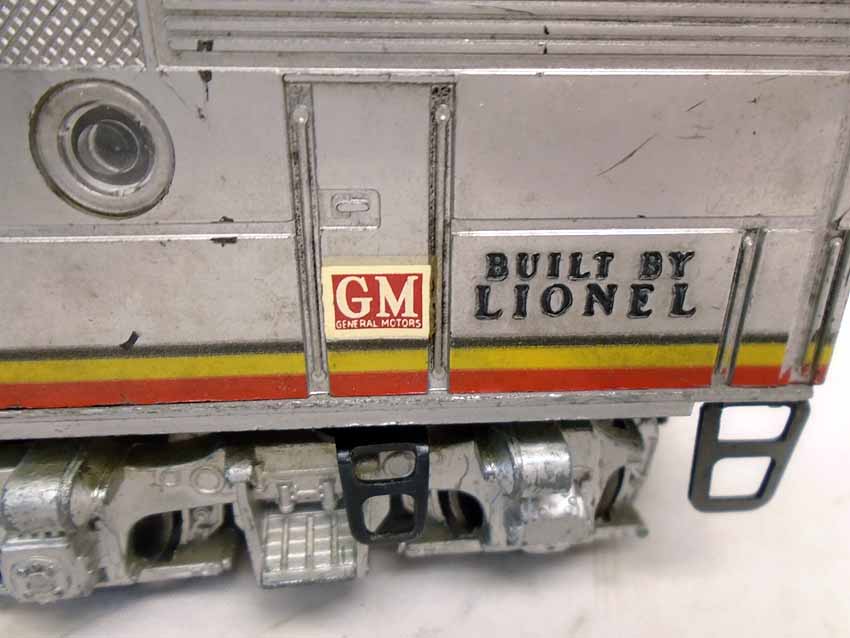 GM
GENERAL MOTORS
BUILT BY
LIONEL